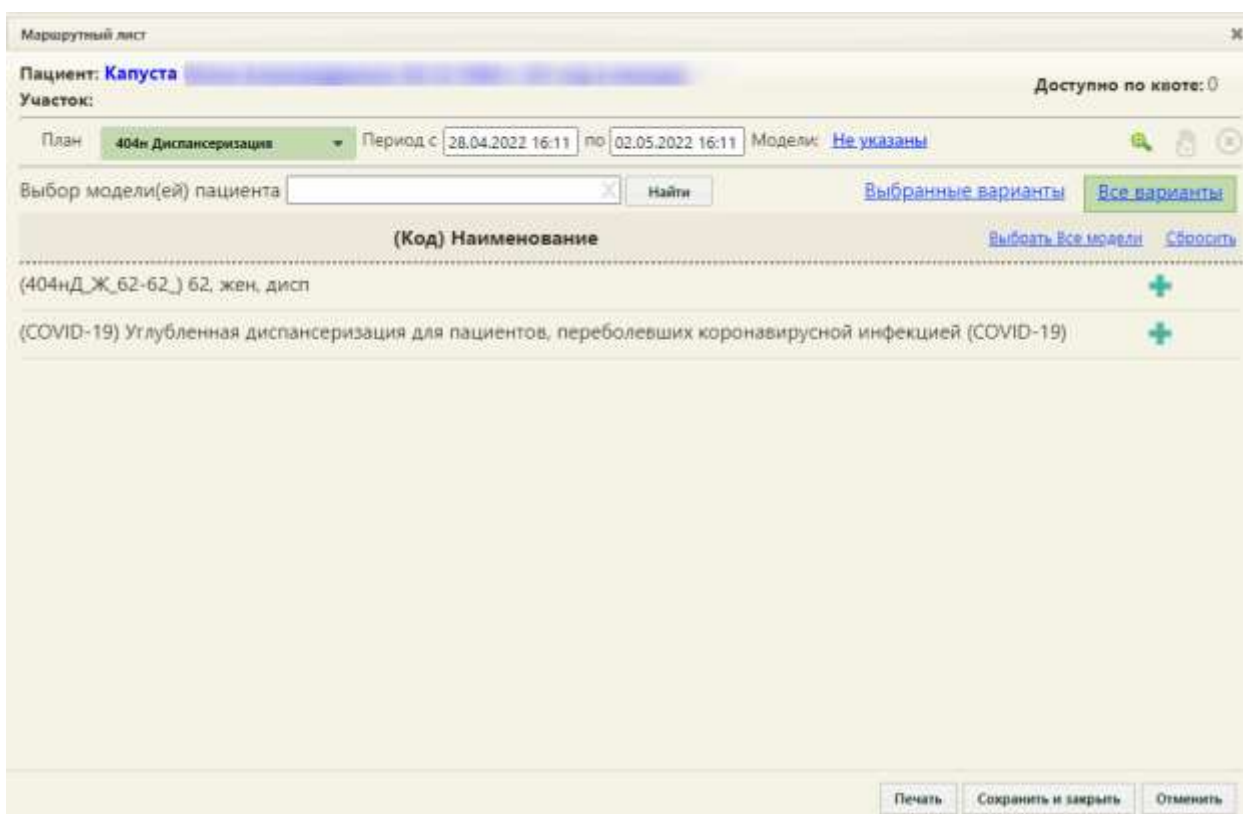 Маршрутный лист
Пациент: Капуста
Доступно по квоте: 0
Участок:
План 404н Диспансеризация Период с 28.04.2022 16:11 по 02.05.2022 16:11 Модели: Не указаны
Выбор модели(ей) пациента Найти Выбранные варианты Все варианты
(Код) Наименование Выбрать Все модели Сбросить
(404нД_Ж_62-62_) 62, жен, дисп
(COVID-19) Углубленная диспансеризация для пациентов, переболевших коронавирусной инфекцией (COVID-19)
Печать Сохранить и закрыть Отменить